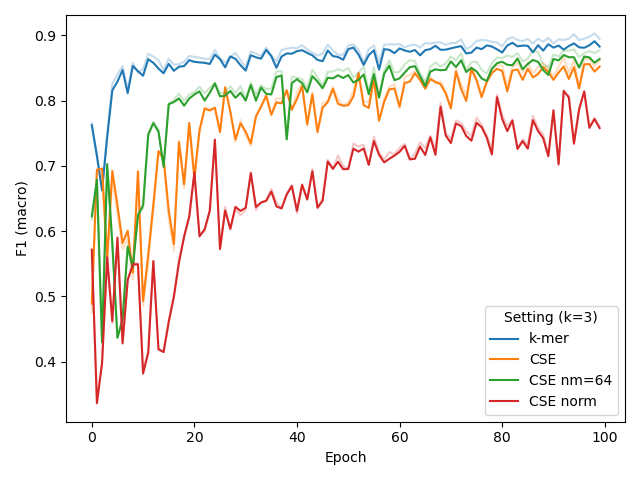 0.9
0.8
0.7
0.6
0.5
0.4
F1 (macro)
0
20
40
60
80
100
Epoch
Setting (k=3)
k-mer
CSE
CSE nm=64
CSE norm